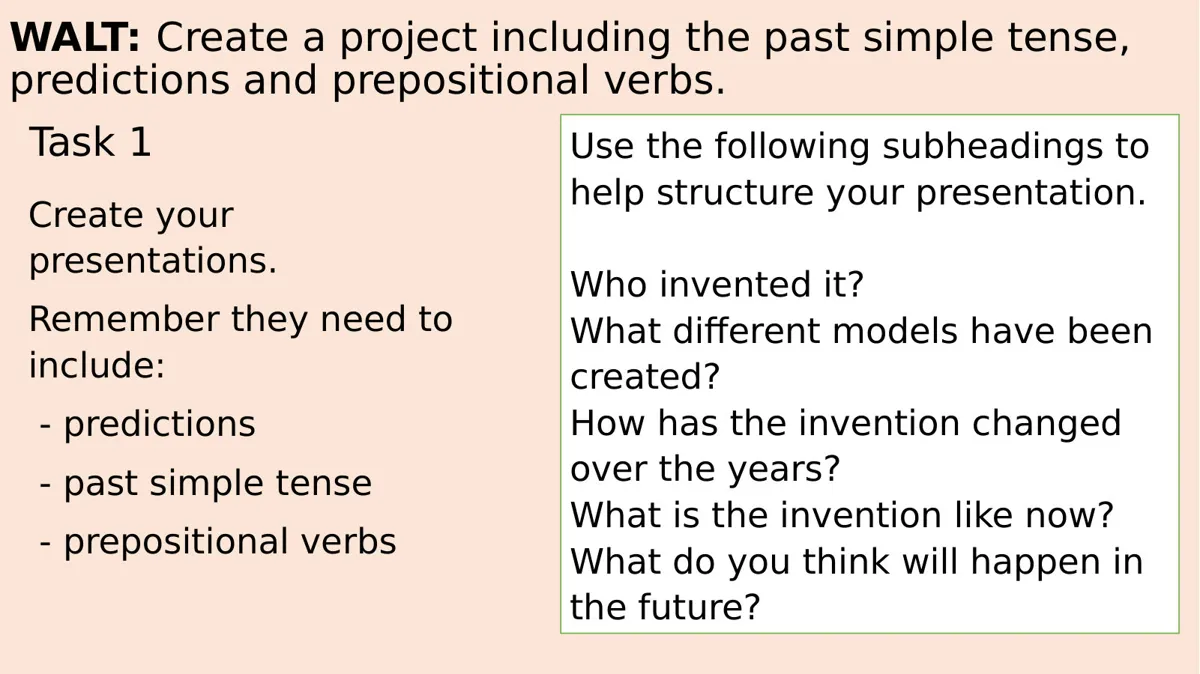 WALT: Create a project including the past simple tense,
predictions and prepositional verbs.
Task 1
Create your
presentations.
Remember they need to
include:
- predictions
- past simple tense
- prepositional verbs
Use the following subheadings to
help structure your presentation.
Who invented it?
What different models have been
created?
How has the invention changed
over the years?
What is the invention like now?
What do you think will happen in
the future?